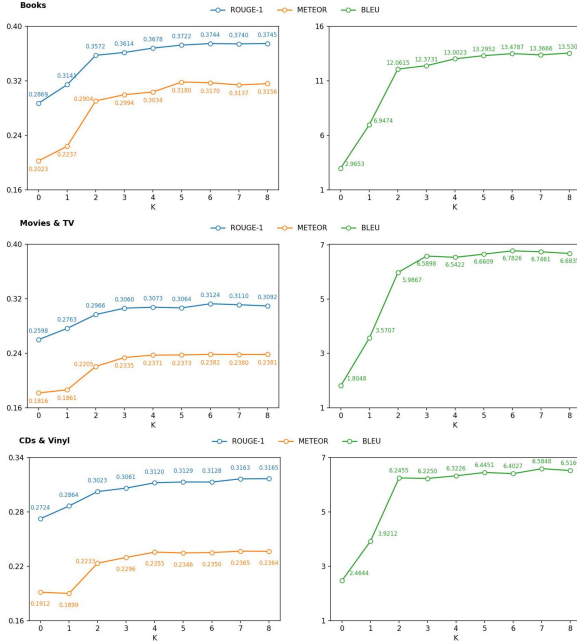 Books
ROUGE-1 METEOR BLEU
0.40
0.32
0.24
0.16
0.2869 0.3141 0.3572 0.3614 0.3678 0.3722 0.3744 0.3740 0.3745
0.2023 0.2237 0.2904 0.2994 0.3034 0.3180 0.3170 0.3137 0.3156
0 1 2 3 4 5 6 7 8
K
16
13
6
1
2.9653 6.9474 12.0615 12.3731 13.0023 13.2952 13.4787 13.3666 13.530
0 1 2 3 4 5 6 7 8
K
Movies & TV
ROUGE-1 METEOR BLEU
0.40
0.32
0.24
0.16
0.2598 0.2763 0.2966 0.3060 0.3073 0.3064 0.3124 0.3110 0.3092
0.1816 0.1861 0.2205 0.2335 0.2371 0.2373 0.2382 0.2380 0.2381
0 1 2 3 4 5 6 7 8
K
7
5
3
1
1.8048 3.5707 5.9867 6.5898 6.5422 6.6609 6.7826 6.7461 6.6835
0 1 2 3 4 5 6 7 8
K
CDs & Vinyl
ROUGE-1 METEOR BLEU
0.34
0.28
0.22
0.16
0.2724 0.2864 0.3023 0.3061 0.3120 0.3129 0.3128 0.3163 0.3165
0.1912 0.1899 0.2233 0.2296 0.2355 0.2346 0.2350 0.2365 0.2364
0 1 2 3 4 5 6 7 8
K
7
5
3
1
2.4644 3.9212 6.2455 6.2250 6.3226 6.4451 6.4027 6.5848 6.516
0 1 2 3 4 5 6 7 8
K